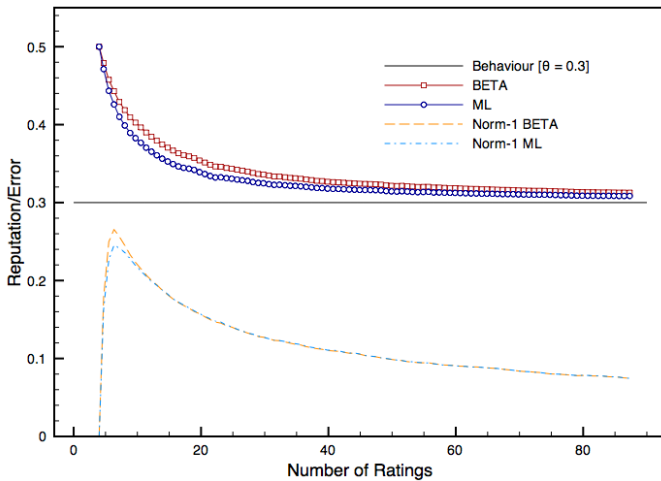 Reputation/Error
0.5
0.4
0.3
0.2
0.1
0
Behaviour [θ = 0.3]
BETA
ML
Norm-1 BETA
Norm-1 ML
0 20 40 60 80
Number of Ratings